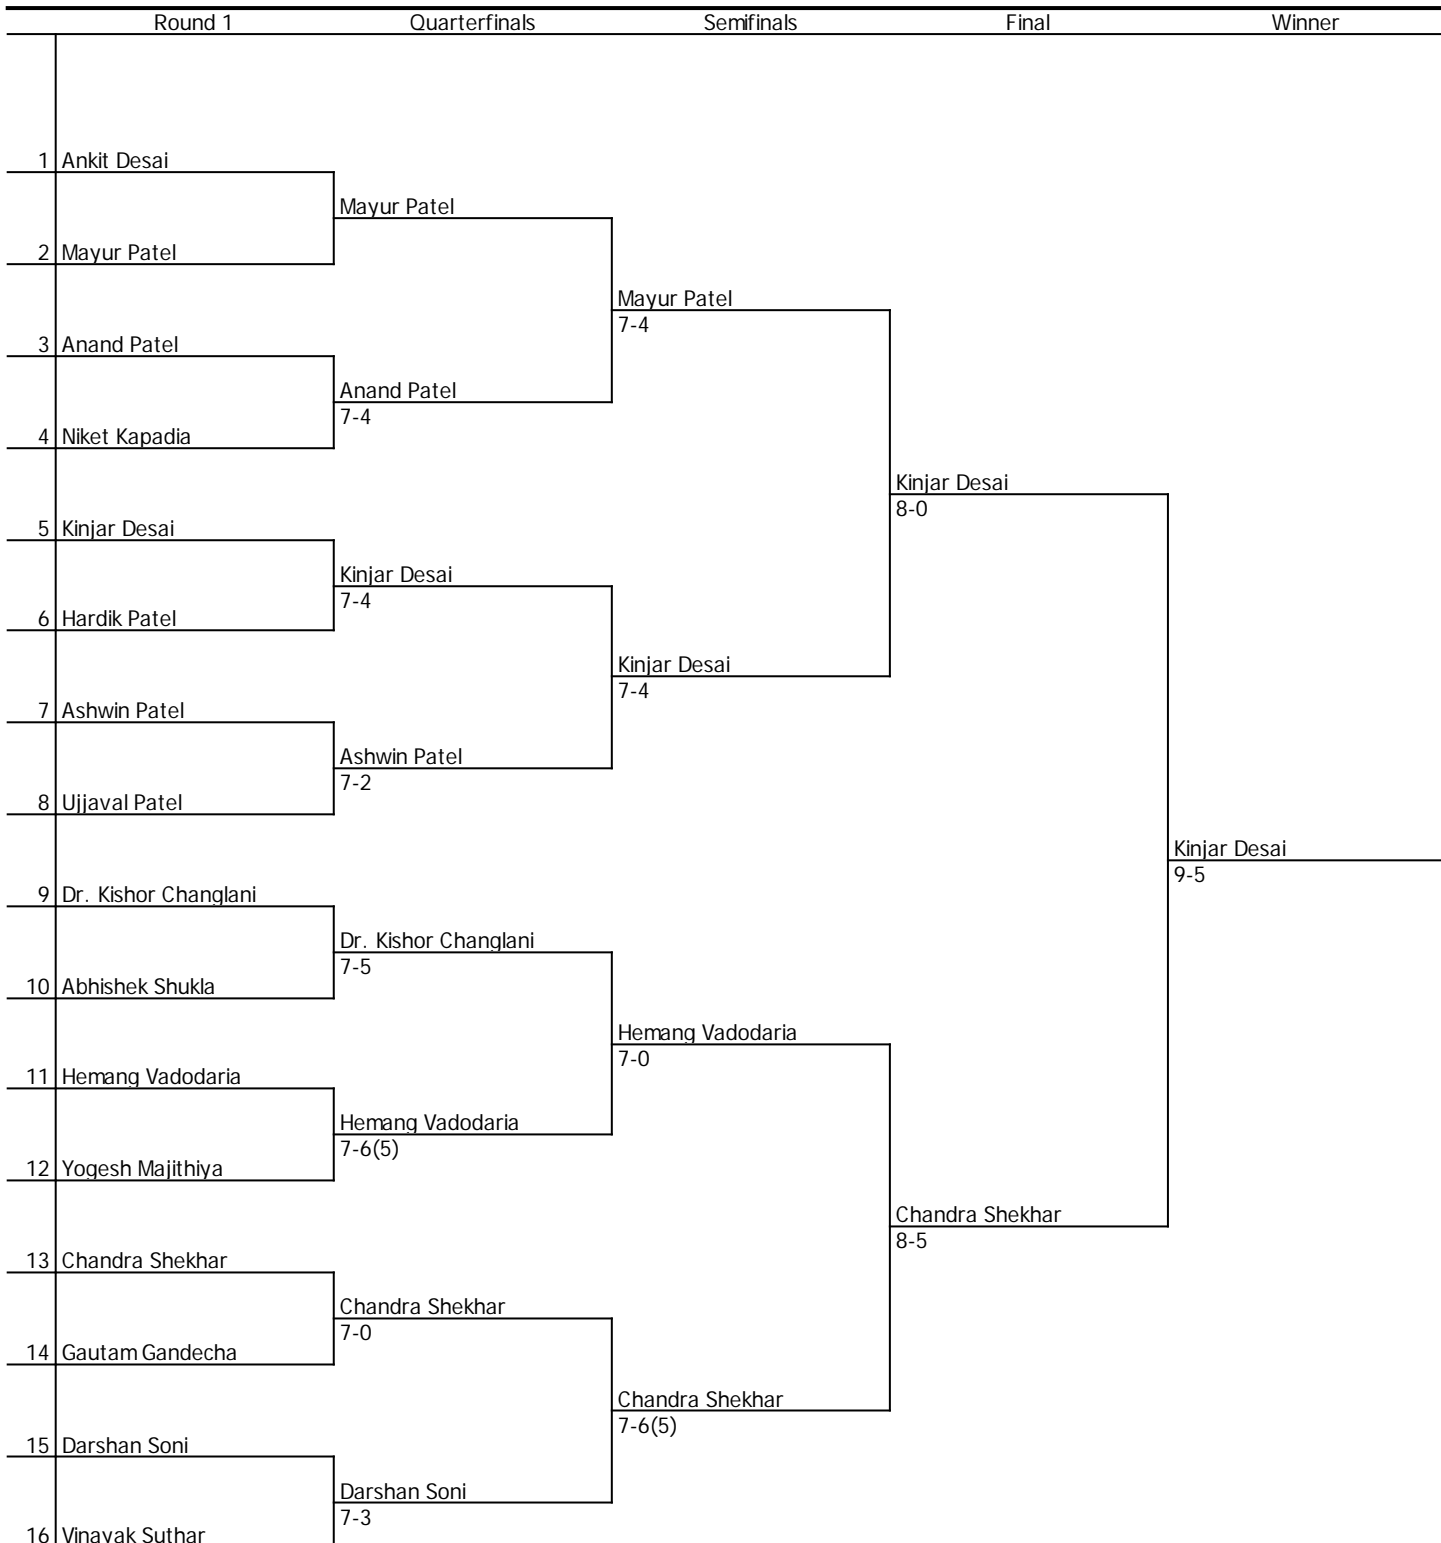 Round 1 Quarterfinals Semifinals Final Winner
1 Ankit Desai
Mayur Patel
2 Mayur Patel
Mayur Patel
7-4
3 Anand Patel
Anand Patel
7-4
4 Niket Kapadia
Kinjar Desai
8-0
5 Kinjar Desai
Kinjar Desai
7-4
6 Hardik Patel
Kinjar Desai
7-4
7 Ashwin Patel
Ashwin Patel
7-2
8 Ujjaval Patel
Kinjar Desai
9-5
9 Dr. Kishor Changlani
Dr. Kishor Changlani
7-5
10 Abhishek Shukla
Hemang Vadodaria
7-0
11 Hemang Vadodaria
Hemang Vadodaria
7-6(5)
12 Yogesh Majithiya
Chandra Shekhar
8-5
13 Chandra Shekhar
Chandra Shekhar
7-0
14 Gautam Gandecha
Chandra Shekhar
7-6(5)
15 Darshan Soni
Darshan Soni
7-3
16 Vinayak Suthar